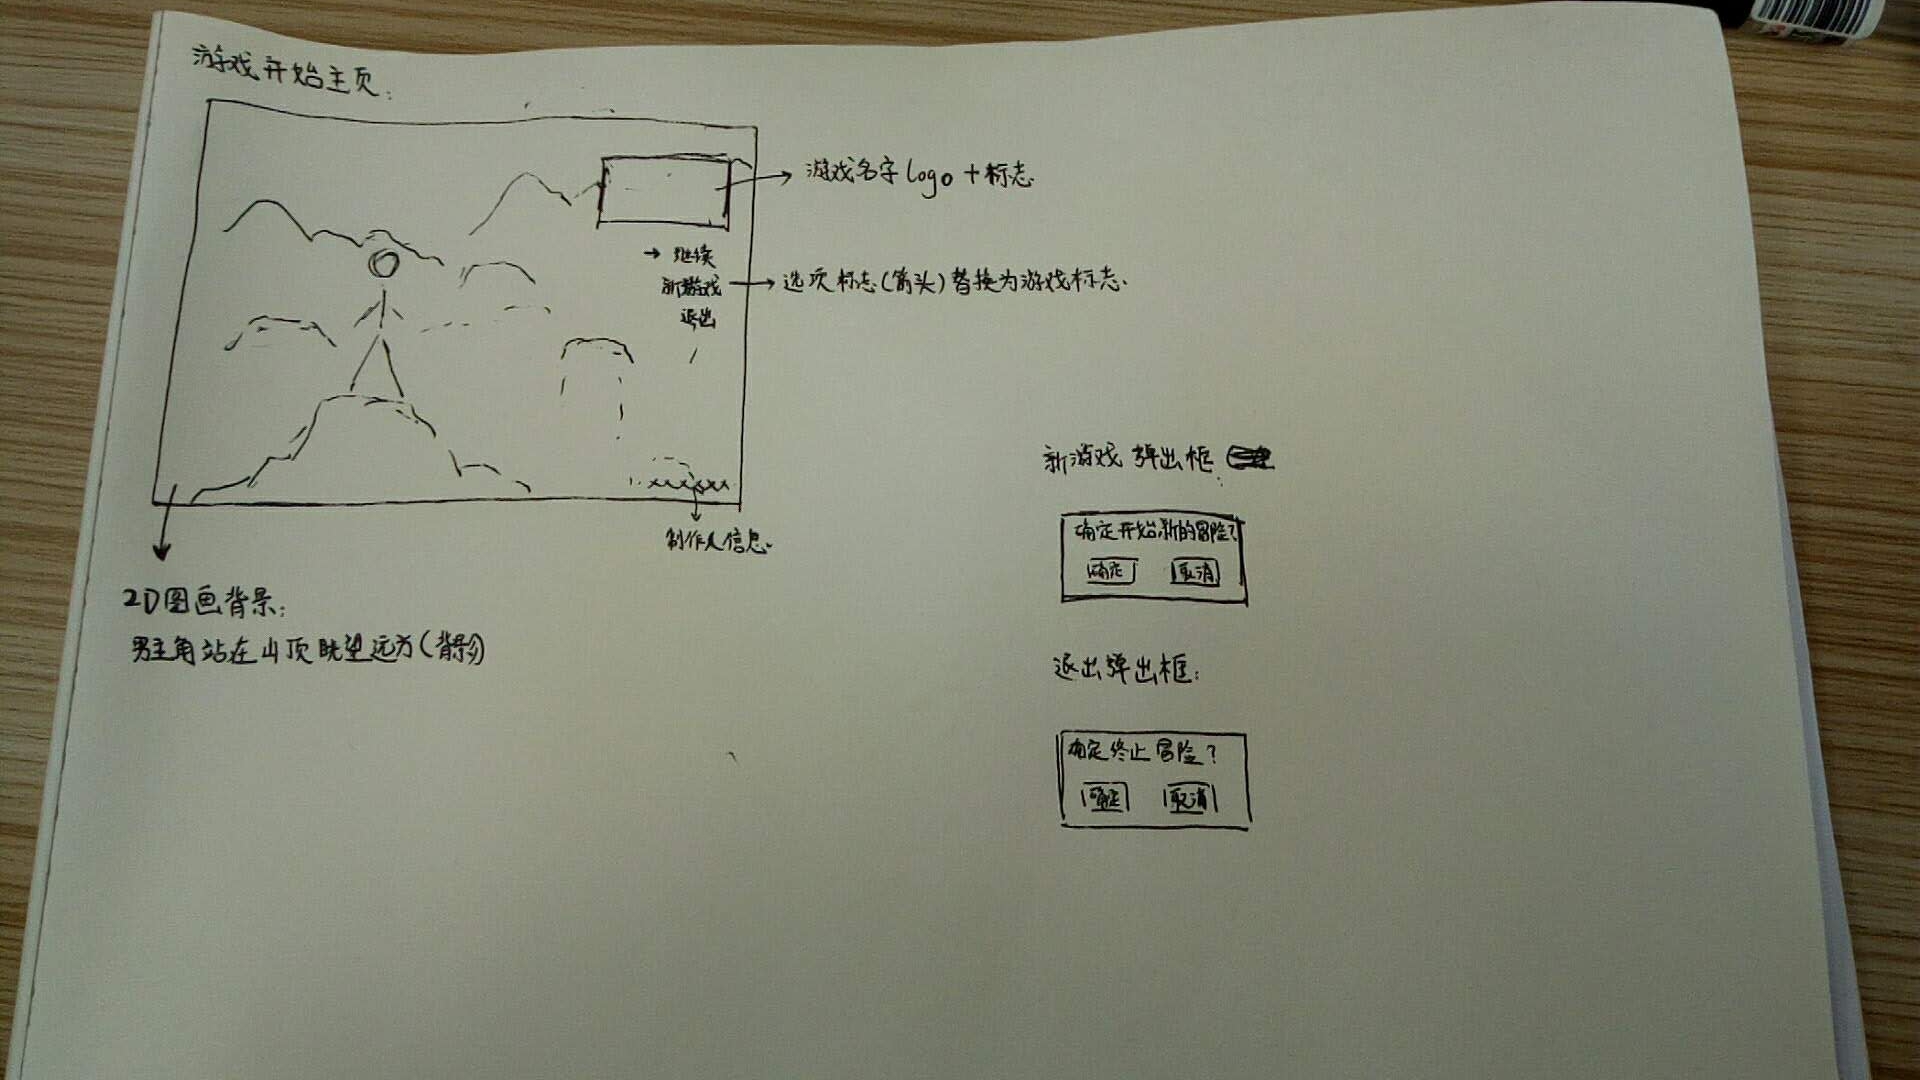 游戏开始主页:
游戏名字 Logo + 标志
→ 继续
新游戏
退出
选项标志(箭头)替换为游戏标志.
xxxxxxx
制作人信息.
2D图画背景:
男主角站在山顶眺望远方(背影)
新游戏弹出框:
确定开始新的冒险?
确定 取消
退出弹出框:
确定终止冒险?
确定 取消